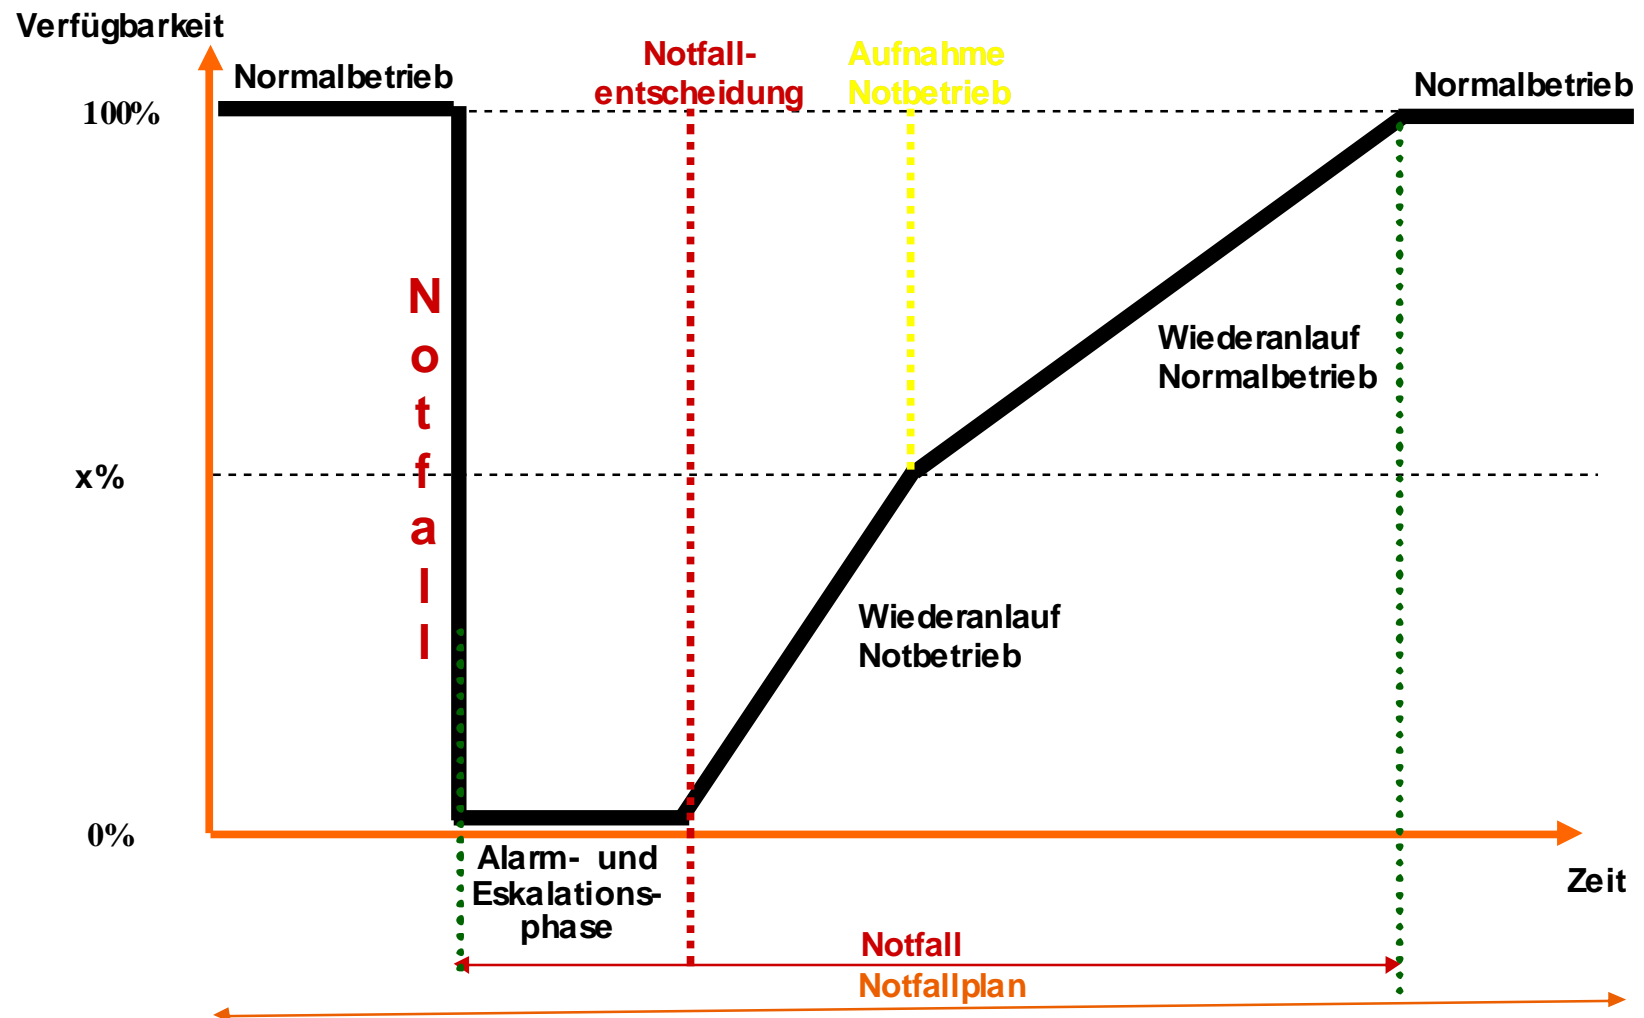 Verfügbarkeit
Normalbetrieb
Notfall-
entscheidung
Aufnahme
Notbetrieb
Normalbetrieb
100%
N
o
t
f
a
l
l
Wiederanlauf
Normalbetrieb
x%
Wiederanlauf
Notbetrieb
0%
Alarm- und
Eskalations-
phase
Zeit
Notfall
Notfallplan